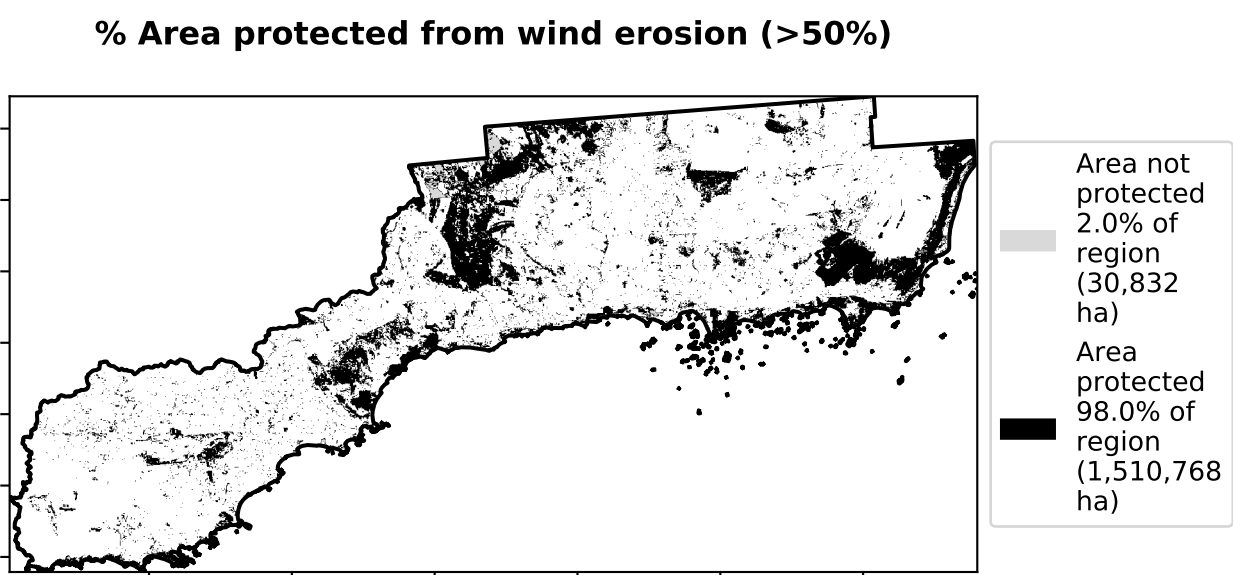 % Area protected from wind erosion (>50%)
Area not
protected
2.0% of
region
(30,832
ha)
Area
protected
98.0% of
region
(1,510,768
ha)